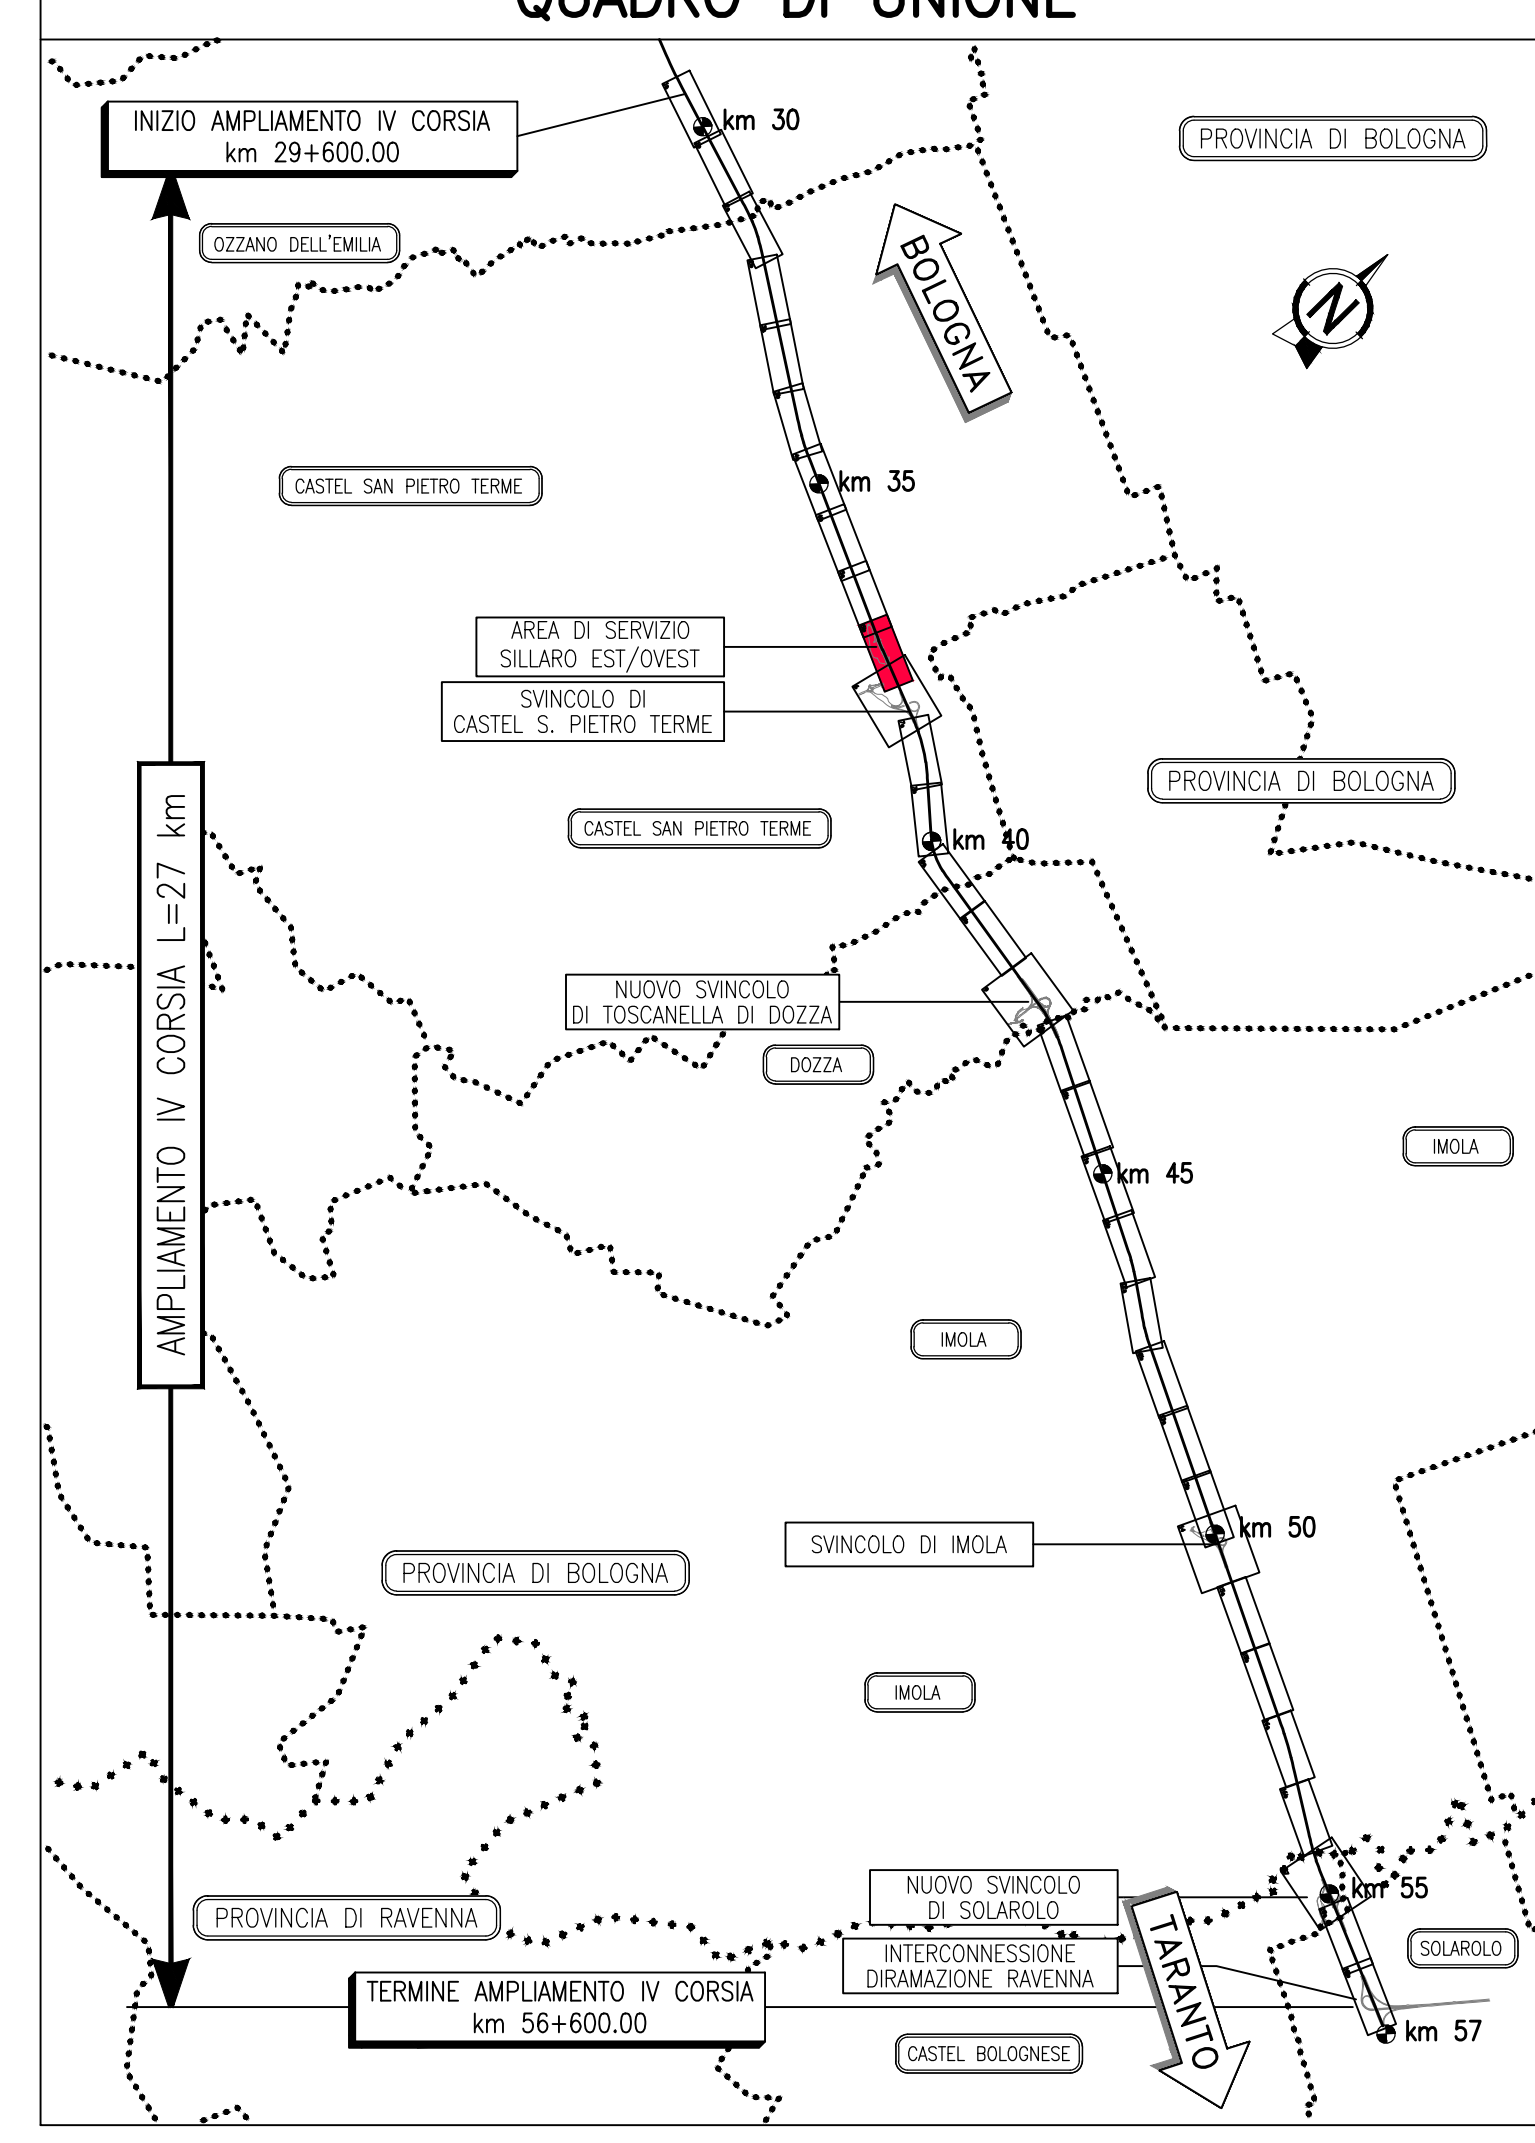 QUADRO DI UNIONE
INIZIO AMPLIAMENTO IV CORSIA
km 29+600.00
km 30
PROVINCIA DI BOLOGNA
OZZANO DELL'EMILIA
BOLOGNA
N
CASTEL SAN PIETRO TERME
km 35
AREA DI SERVIZIO
SILLARO EST/OVEST
SVINCOLO DI
CASTEL S. PIETRO TERME
PROVINCIA DI BOLOGNA
AMPLIAMENTO IV CORSIA L=27 km
CASTEL SAN PIETRO TERME
km 40
NUOVO SVINCOLO
DI TOSCANELLA DI DOZZA
DOZZA
IMOLA
km 45
IMOLA
km 50
SVINCOLO DI IMOLA
PROVINCIA DI BOLOGNA
IMOLA
NUOVO SVINCOLO
DI SOLAROLO
km 55
PROVINCIA DI RAVENNA
TARANTO
SOLAROLO
INTERCONNESSIONE
DIRAMAZIONE RAVENNA
TERMINE AMPLIAMENTO IV CORSIA
km 56+600.00
km 57
CASTEL BOLOGNESE